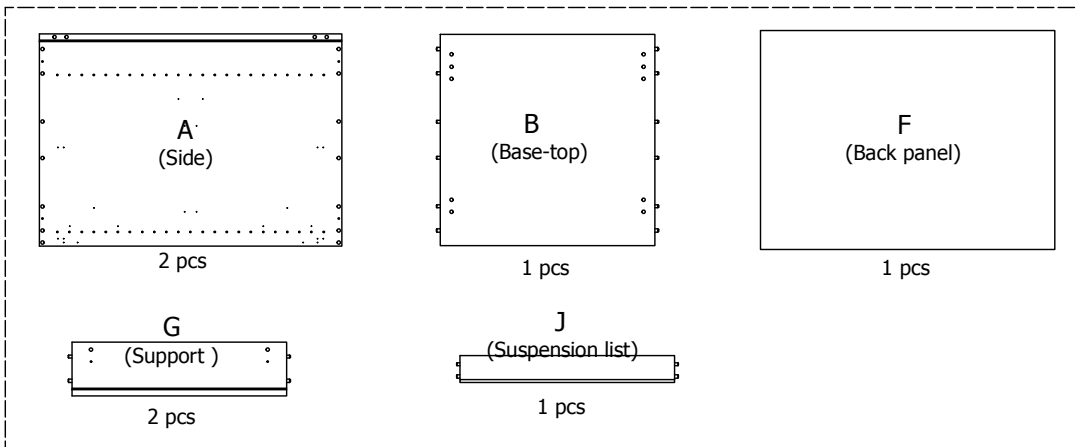 A
(Side)
2 pcs
B
(Base-top)
1 pcs
F
(Back panel)
1 pcs
G
(Support )
2 pcs
J
(Suspension list)
1 pcs